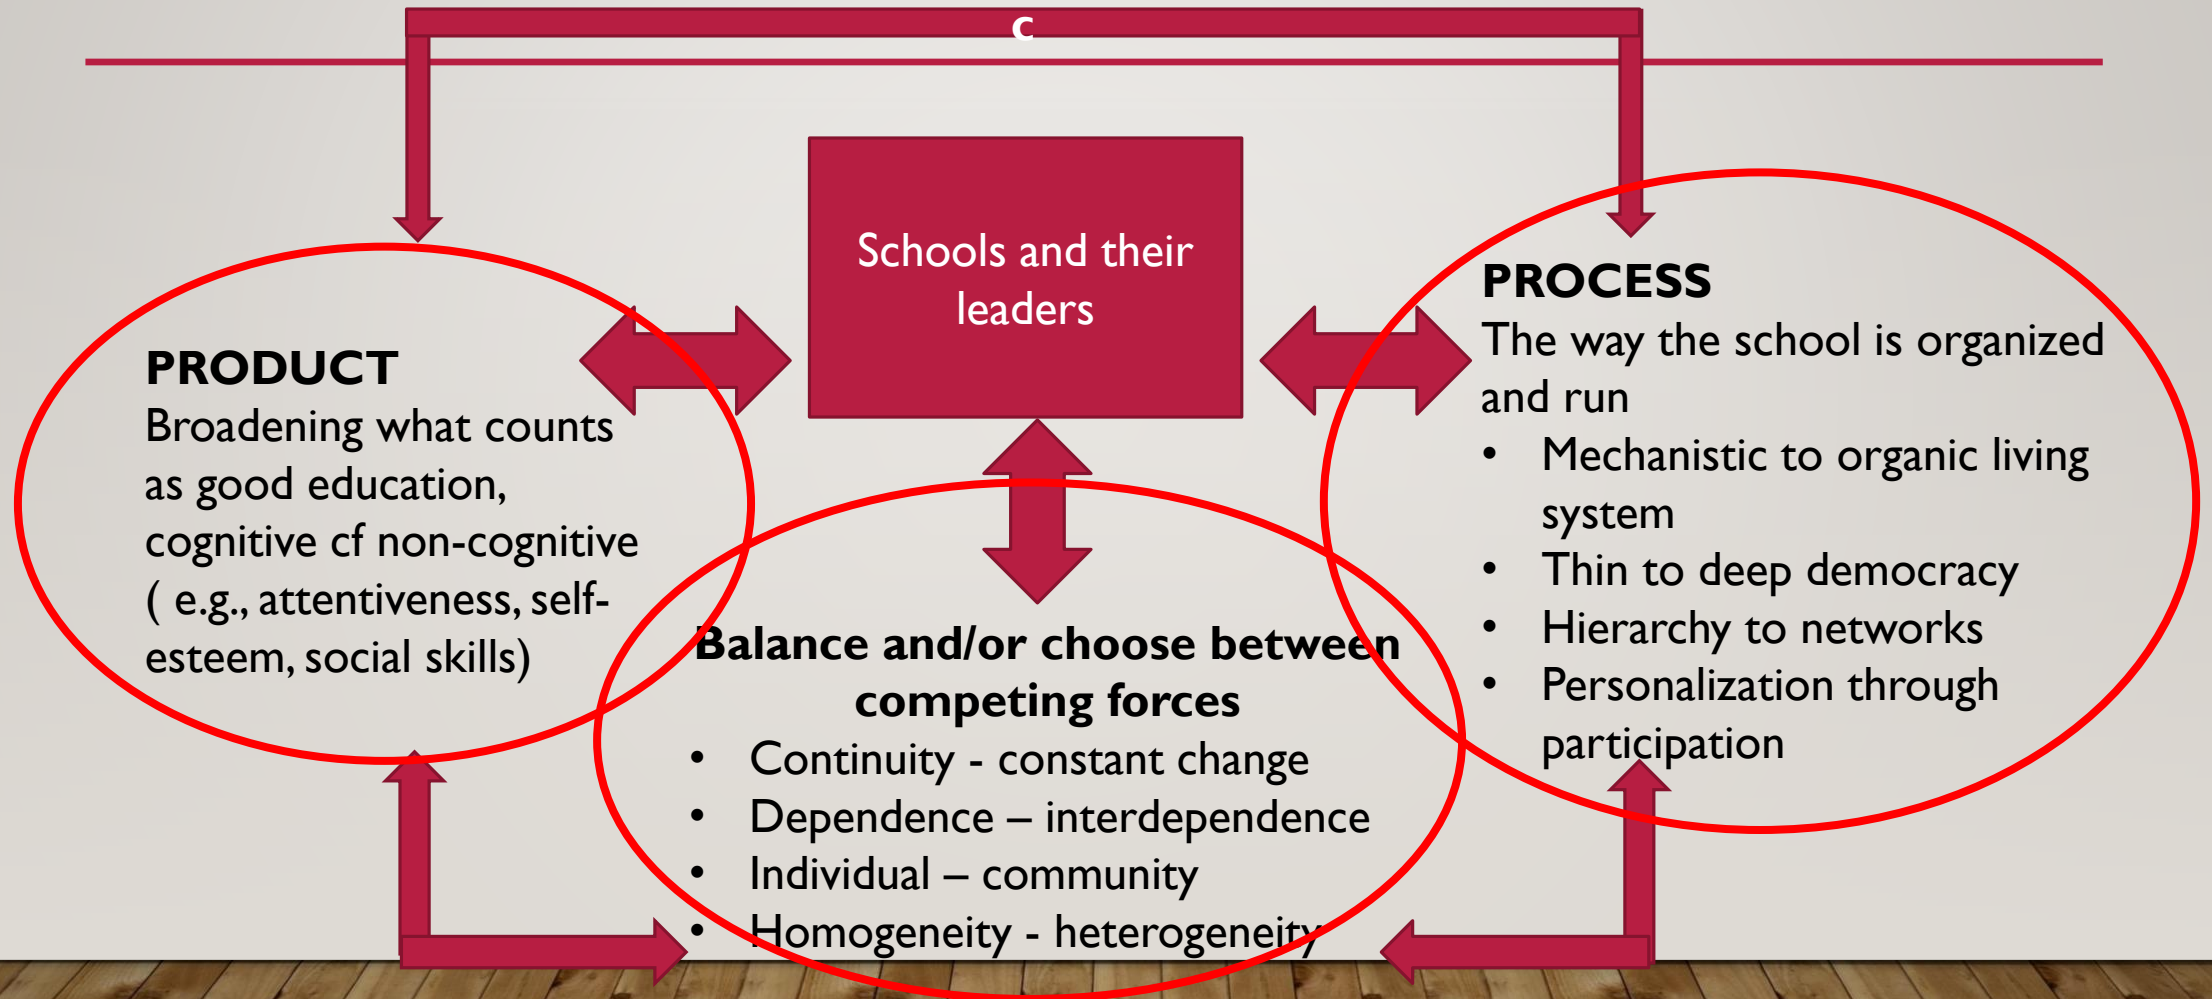 c
Schools and their
leaders
PRODUCT
Broadening what counts
as good education,
cognitive cf non-cognitive
( e.g., attentiveness, self-
esteem, social skills)
Balance and/or choose between
competing forces
• Continuity - constant change
• Dependence – interdependence
• Individual – community
• Homogeneity - heterogeneity
PROCESS
The way the school is organized
and run
• Mechanistic to organic living
system
• Thin to deep democracy
• Hierarchy to networks
• Personalization through
participation